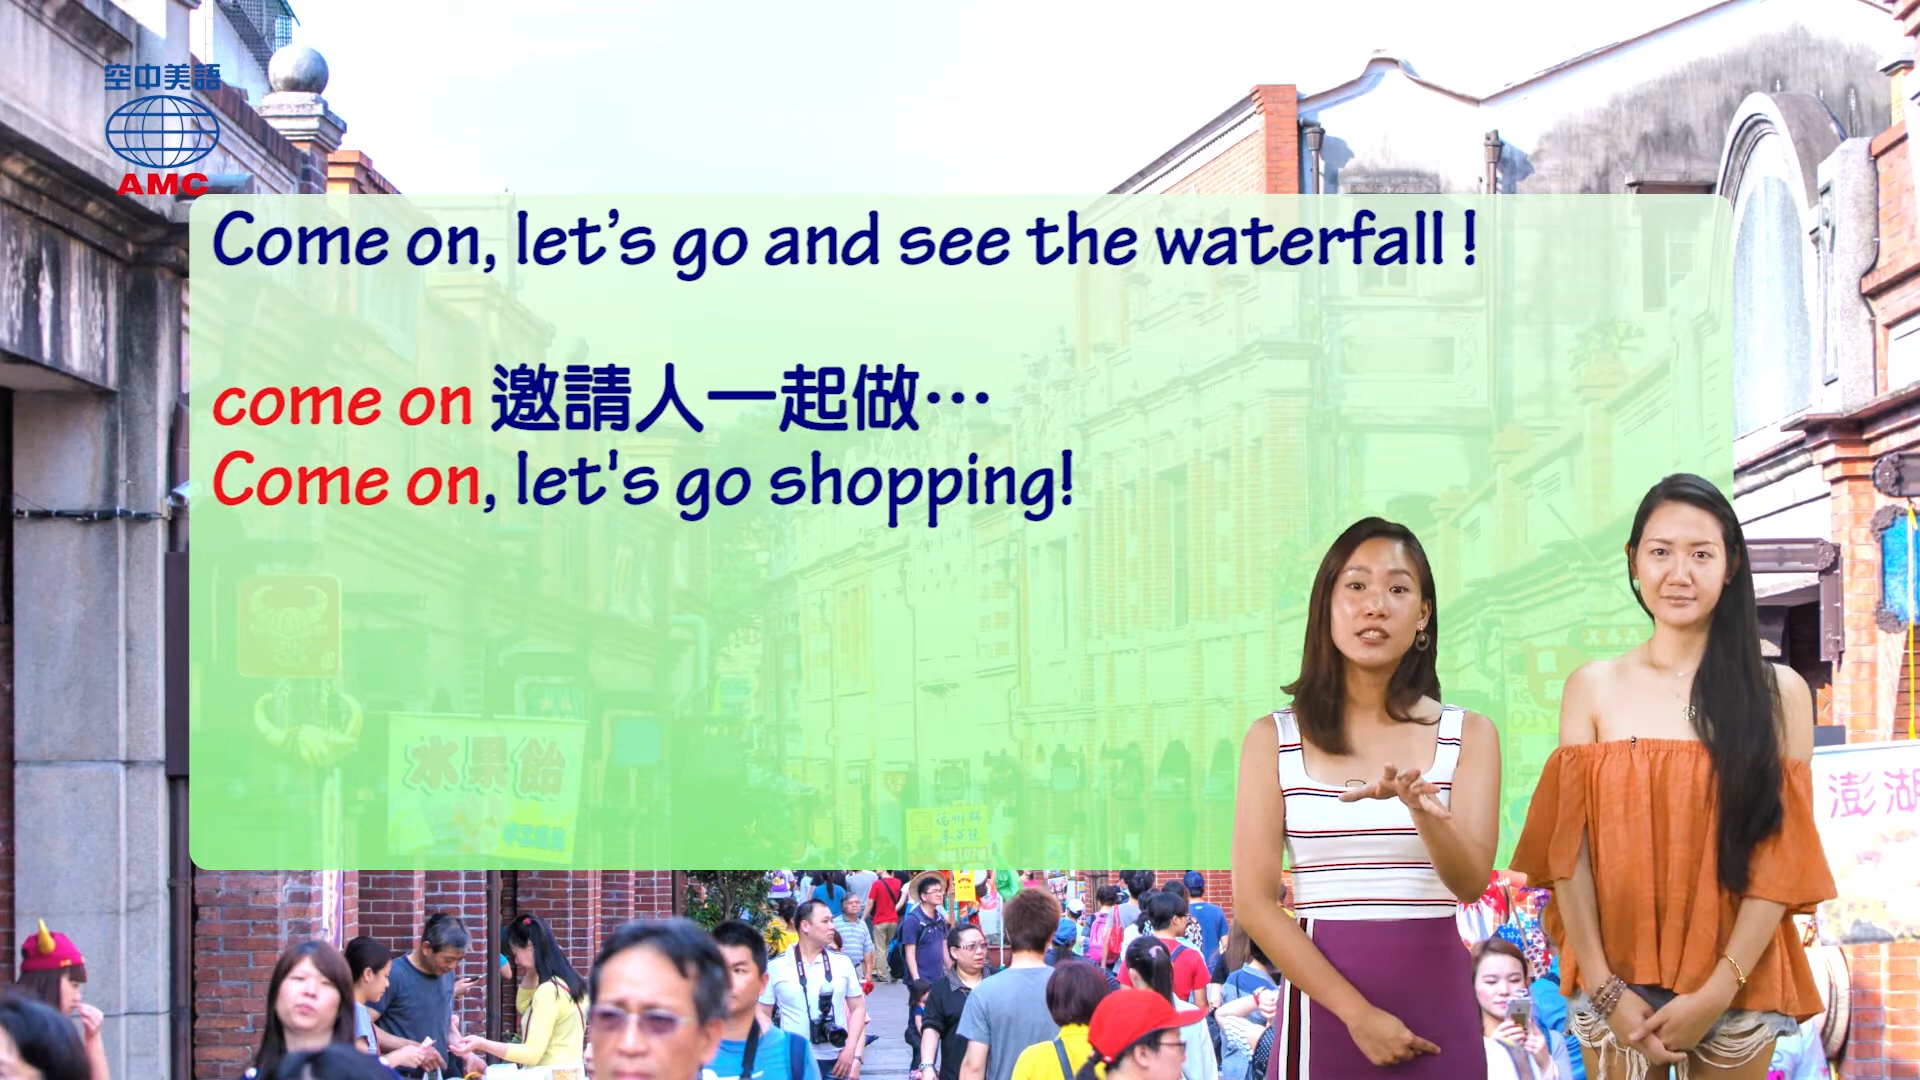 空中美語
AMC
Come on, let’s go and see the waterfall !
come on 邀請人一起做…
Come on, let's go shopping!
水果飴
澎湖